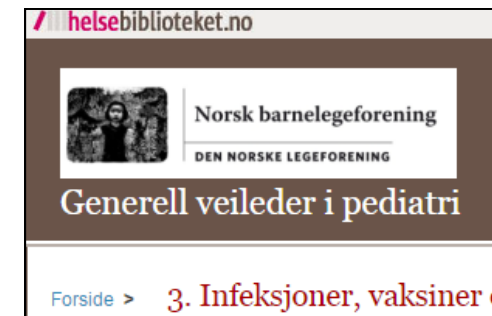 helsebiblioteket.no
Norsk barnelegeforening
DEN NORSKE LEGEFORENING
Generell veileder i pediatri
Forside > 3. Infeksjoner, vaksiner